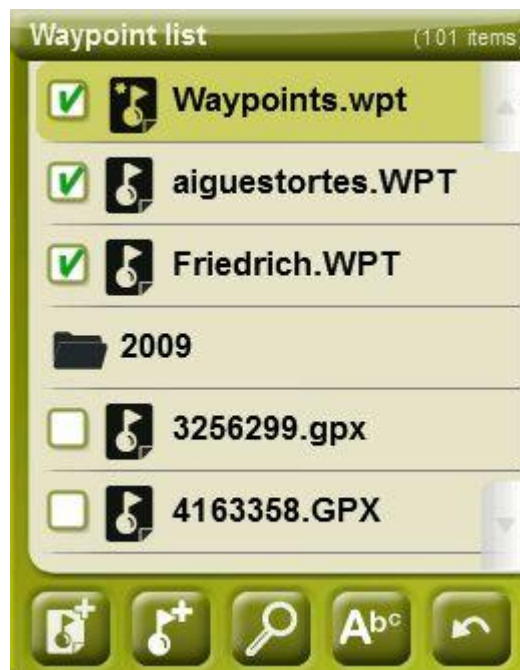 Waypoint list (101 items)
Waypoints.wpt
aiguestortes.WPT
Friedrich.WPT
2009
3256299.gpx
4163358.GPX
Abc